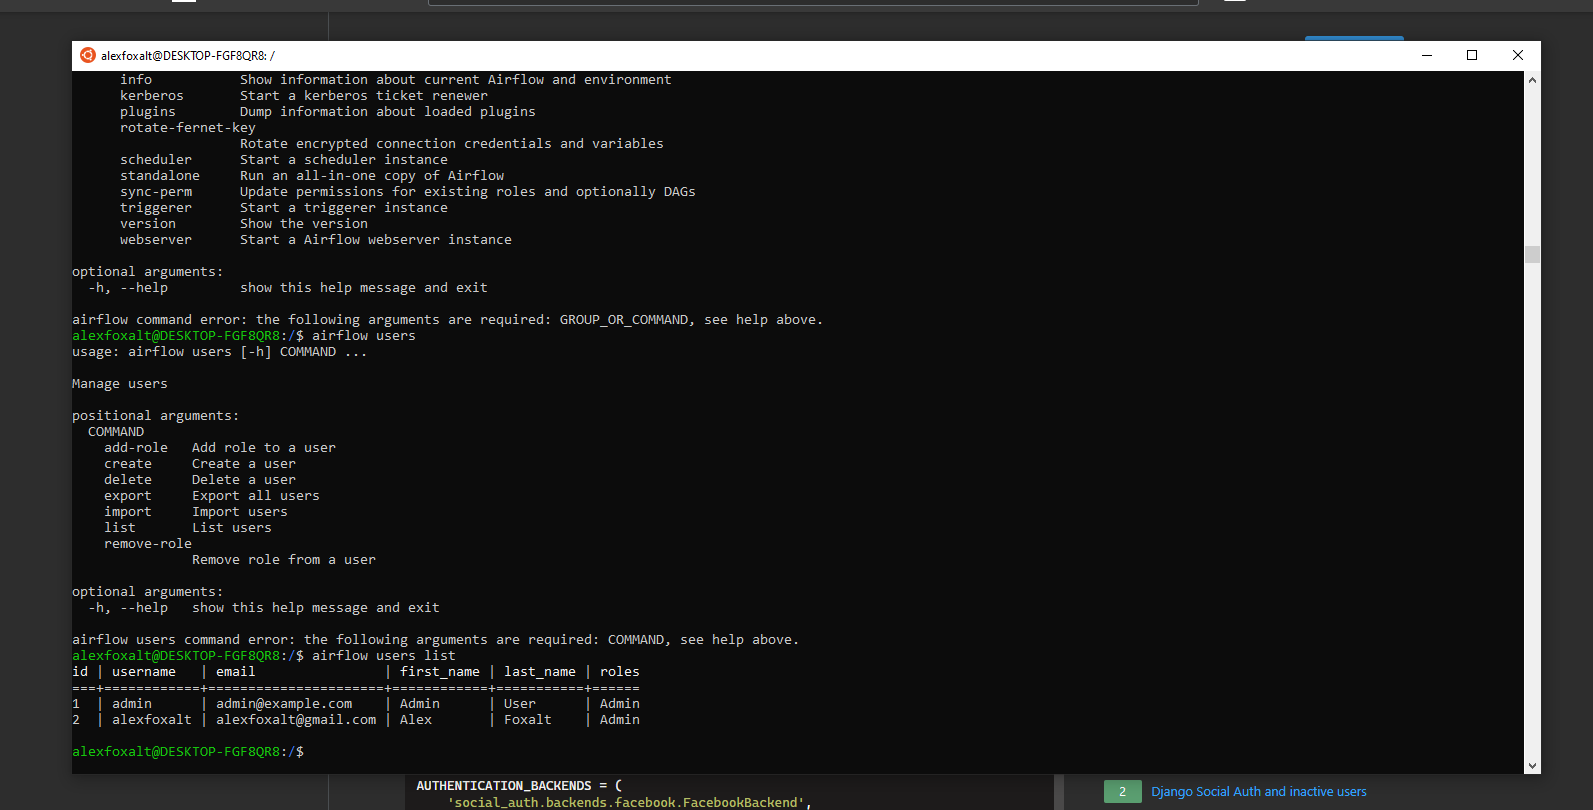 alexfoxalt@DESKTOP-FGF8QR8: /
info Show information about current Airflow and environment
kerberos Start a kerberos ticket renewer
plugins Dump information about loaded plugins
rotate-fernet-key
Rotate encrypted connection credentials and variables
scheduler Start a scheduler instance
standalone Run an all-in-one copy of Airflow
sync-perm Update permissions for existing roles and optionally DAGs
triggerer Start a triggerer instance
version Show the version
webserver Start a Airflow webserver instance
optional arguments:
-h, --help show this help message and exit
airflow command error: the following arguments are required: GROUP_OR_COMMAND, see help above.
alexfoxalt@DESKTOP-FGF8QR8:/$ airflow users
usage: airflow users [-h] COMMAND ...
Manage users
positional arguments:
COMMAND
add-role Add role to a user
create Create a user
delete Delete a user
export Export all users
import Import users
list List users
remove-role
Remove role from a user
optional arguments:
-h, --help show this help message and exit
airflow users command error: the following arguments are required: COMMAND, see help above.
alexfoxalt@DESKTOP-FGF8QR8:/$ airflow users list
id | username | email | first_name | last_name | roles
===+============+======================+============+===========+======
1 | admin | admin@example.com | Admin | User | Admin
2 | alexfoxalt | alexfoxalt@gmail.com | Alex | Foxalt | Admin
alexfoxalt@DESKTOP-FGF8QR8:/$
AUTHENTICATION_BACKENDS = (
'social_auth.backends.facebook.FacebookBackend',
2 Django Social Auth and inactive users